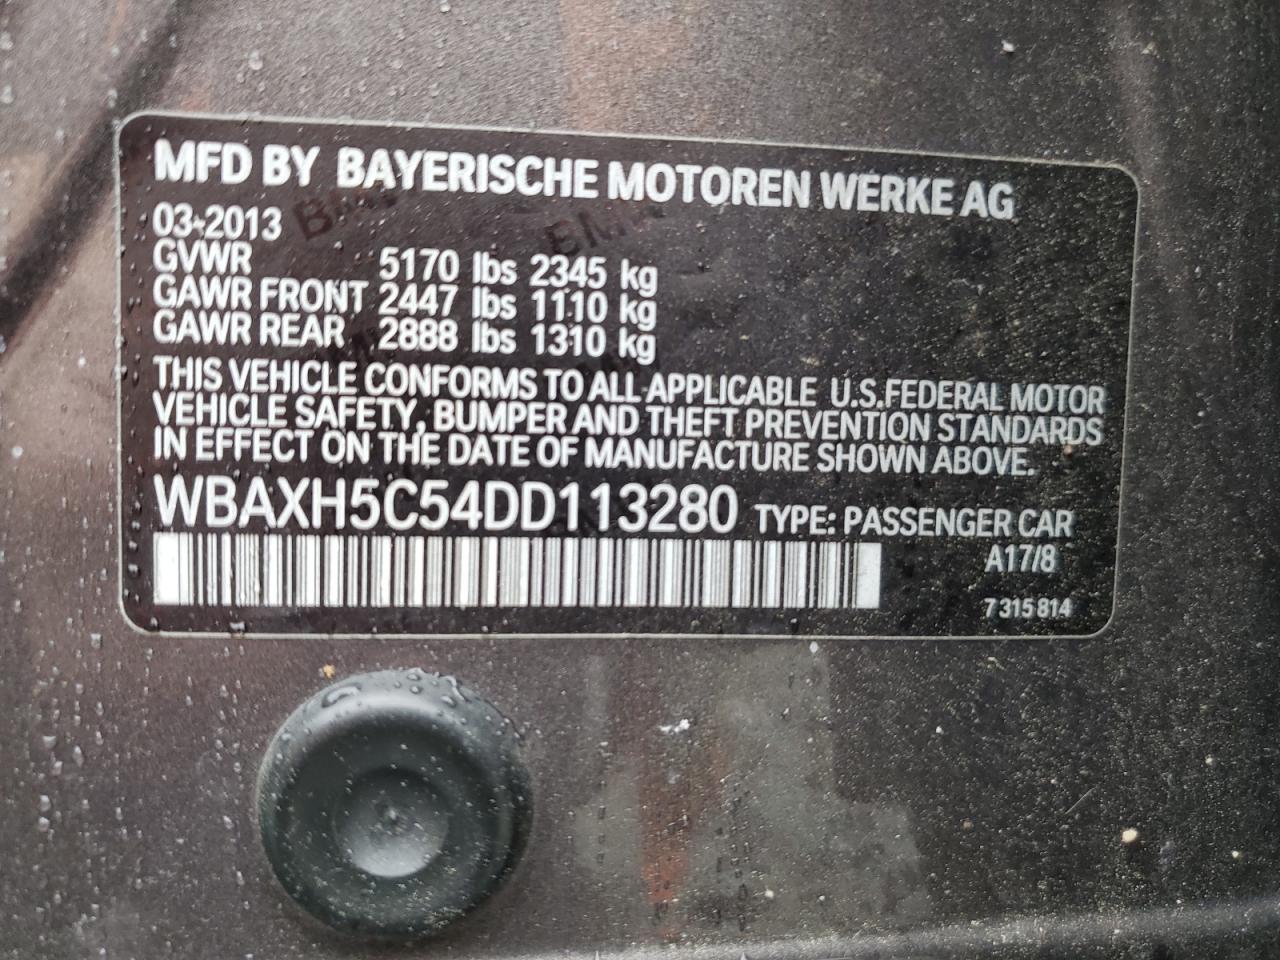 MFD BY BAYERISCHE MOTOREN WERKE AG
03-2013
GVWR 5170 lbs 2345 kg
GAWR FRONT 2447 lbs 1110 kg
GAWR REAR 2888 lbs 1310 kg
THIS VEHICLE CONFORMS TO ALL APPLICABLE U.S.FEDERAL MOTOR
VEHICLE SAFETY, BUMPER AND THEFT PREVENTION STANDARDS
IN EFFECT ON THE DATE OF MANUFACTURE SHOWN ABOVE.
WBAXH5C54DD113280 TYPE: PASSENGER CAR
A17/8
7 315 814